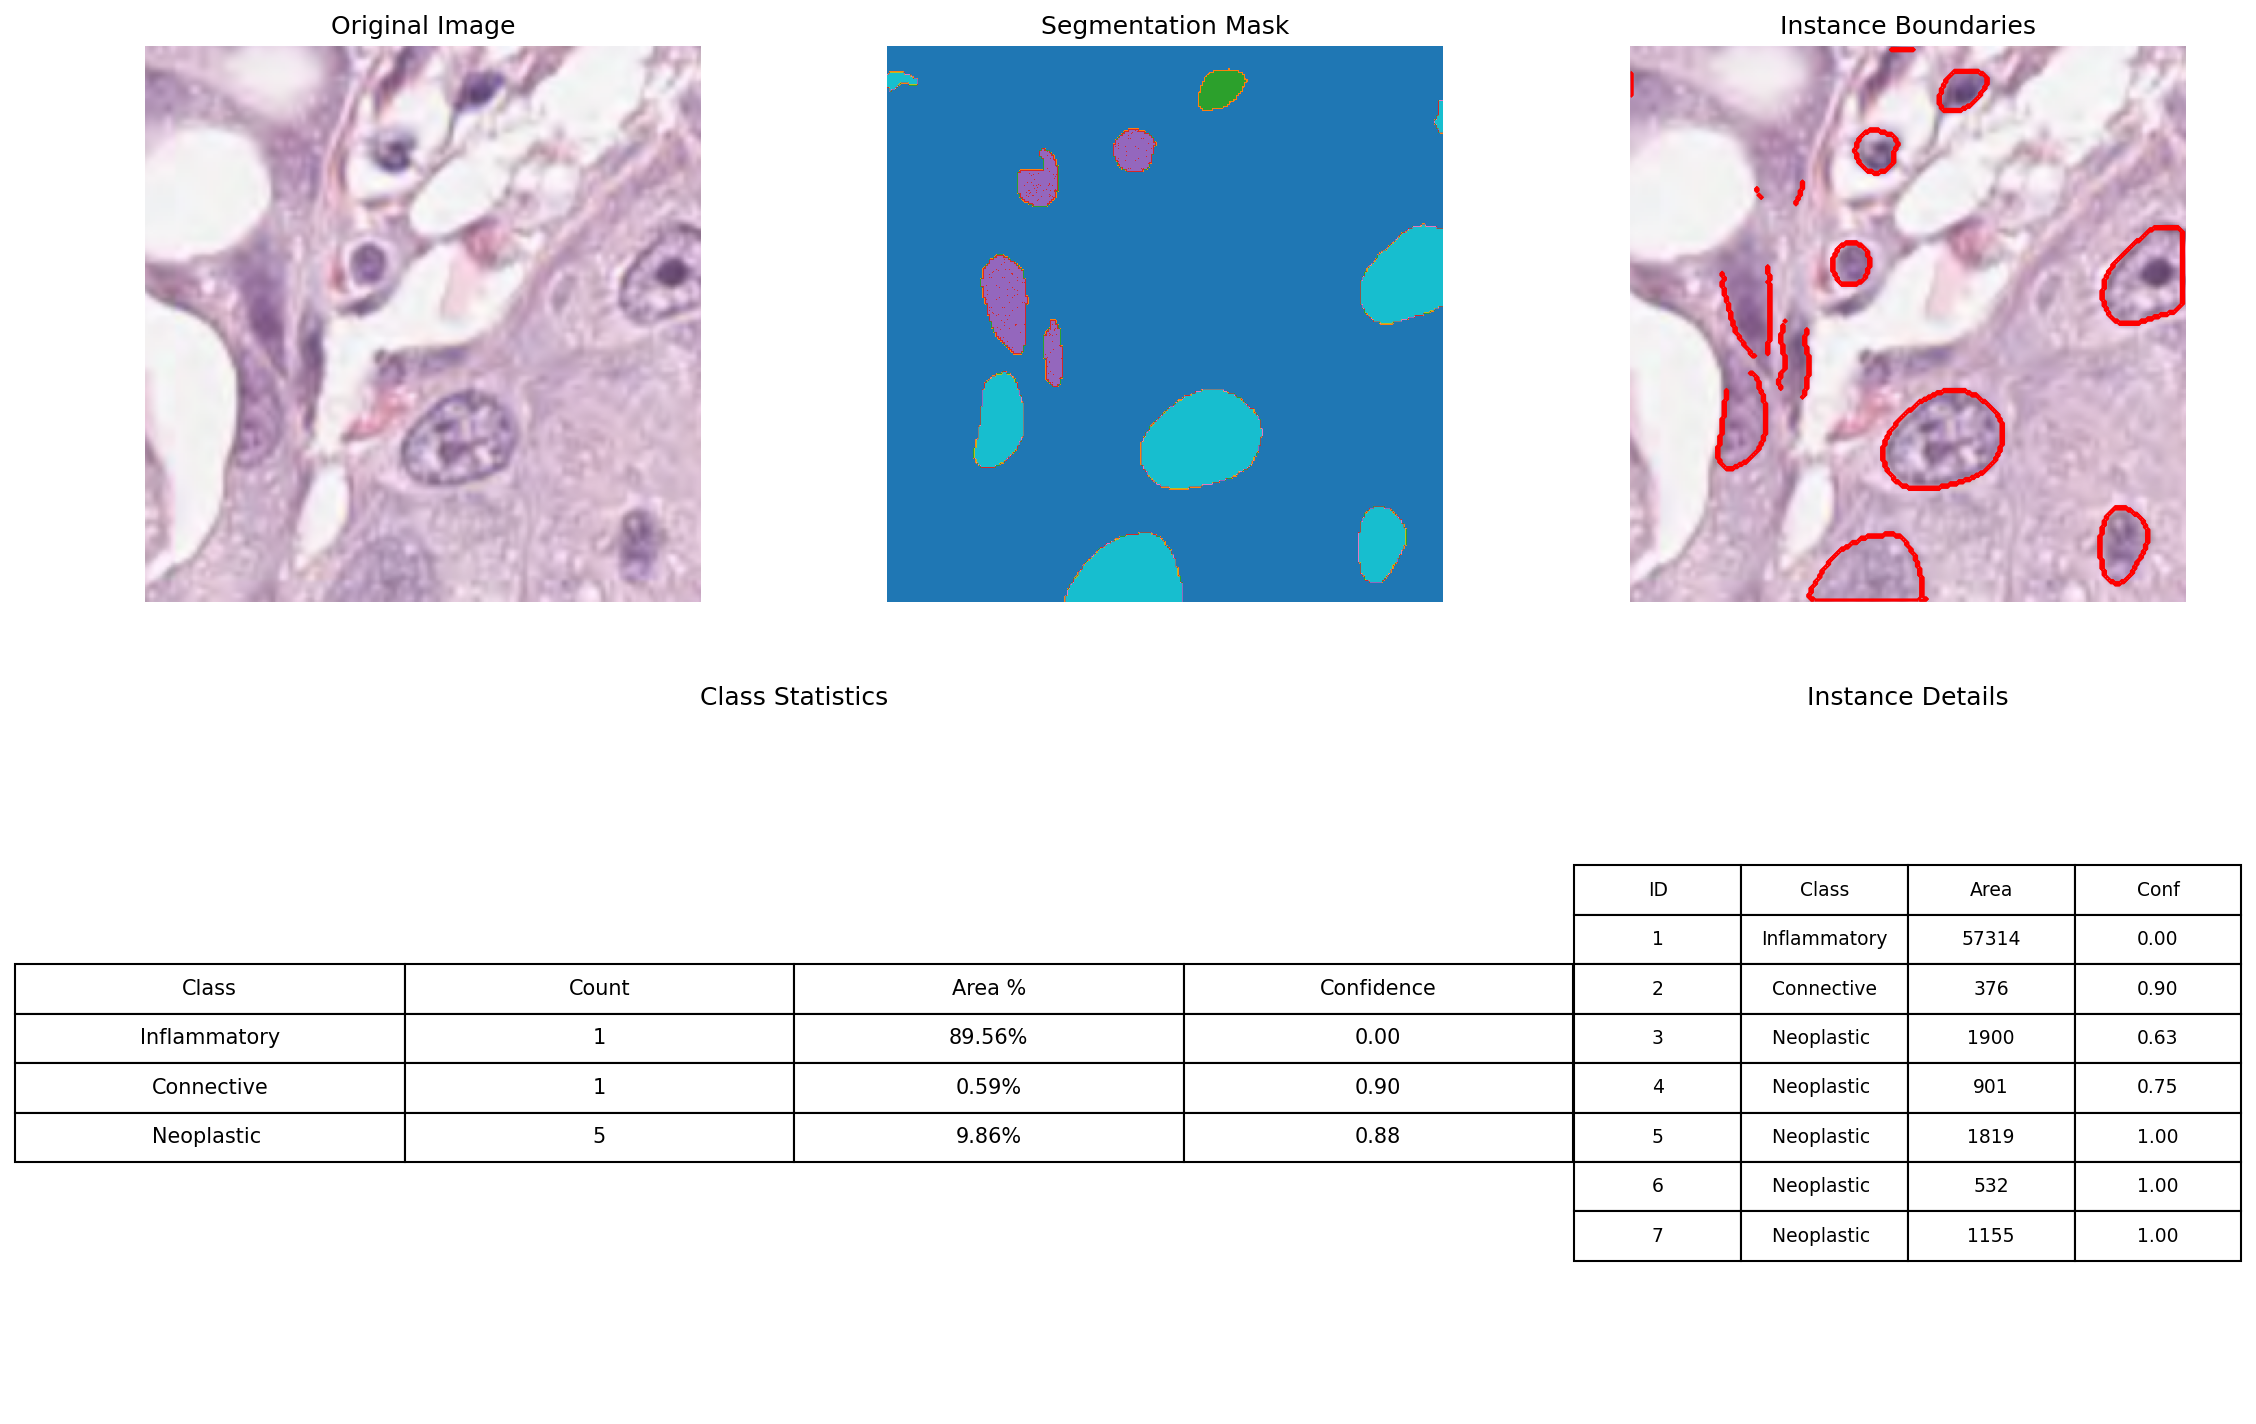 Original Image
Segmentation Mask
Instance Boundaries
Class Statistics
Class Count Area % Confidence
Inflammatory 1 89.56% 0.00
Connective 1 0.59% 0.90
Neoplastic 5 9.86% 0.88
Instance Details
ID Class Area Conf
1 Inflammatory 57314 0.00
2 Connective 376 0.90
3 Neoplastic 1900 0.63
4 Neoplastic 901 0.75
5 Neoplastic 1819 1.00
6 Neoplastic 532 1.00
7 Neoplastic 1155 1.00